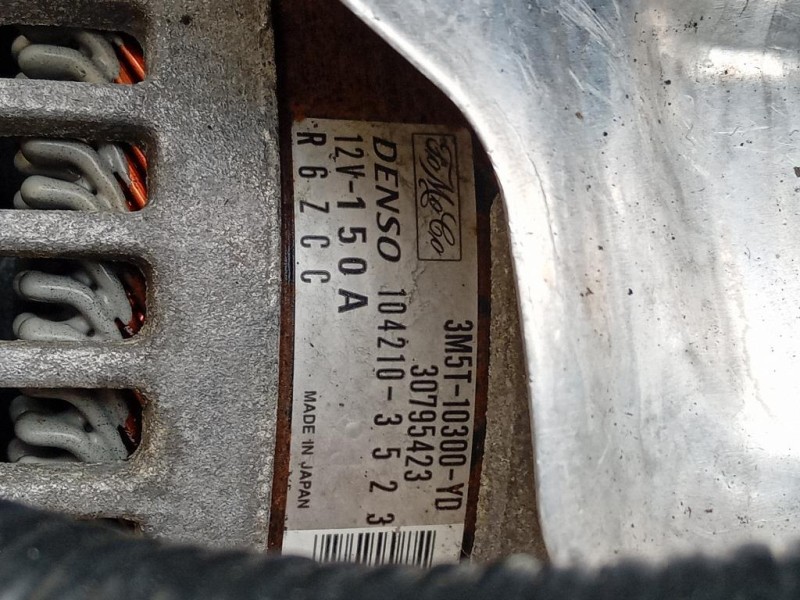 FoMoCo
3M5T-10300-YD
30795423
DENSO 104210-3523
12V-150A
R6ZCC
MADE IN JAPAN